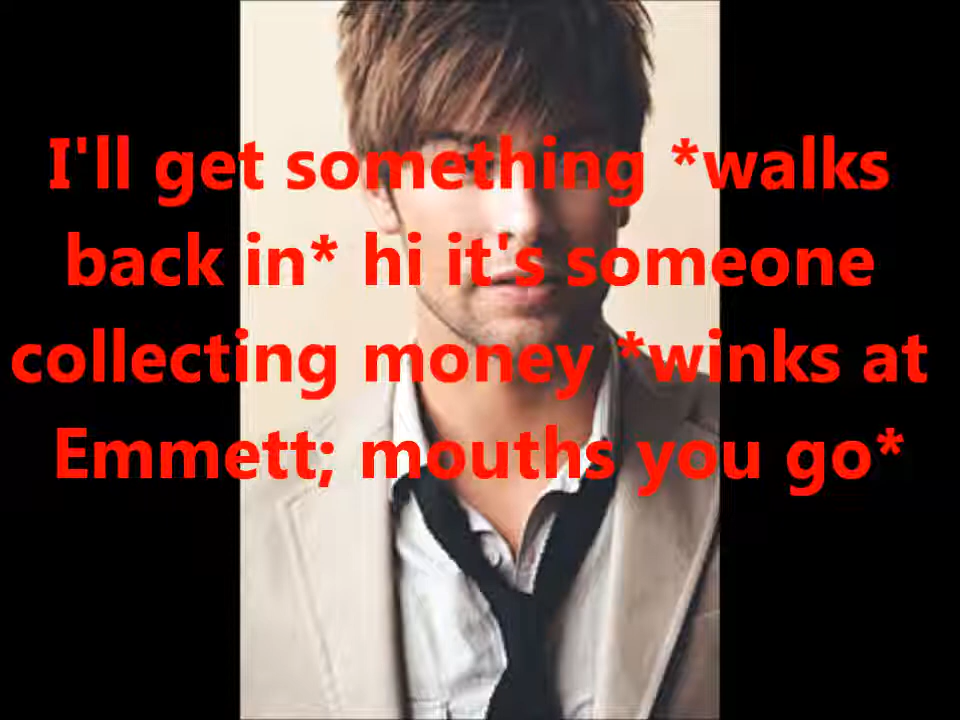 I'll get something *walks
back in* hi it's someone
collecting money *winks at
Emmett; mouths you go*